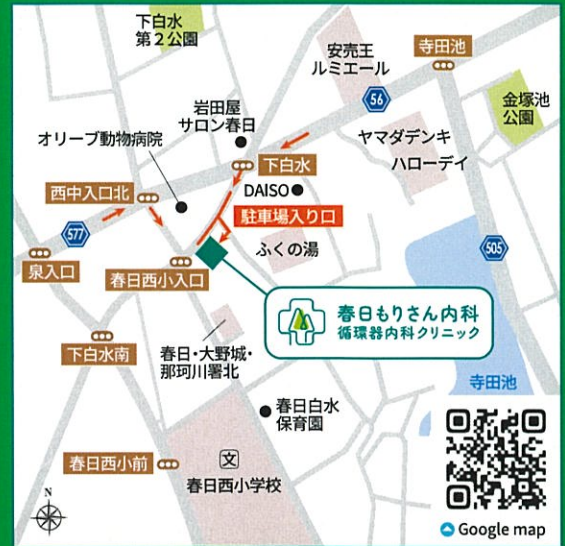 下白水
第2公園
安売王
ルミエール
寺田池
56
金塚池
公園
岩田屋
サロン春日
オリーブ動物病院
ヤマダデンキ
ハローデイ
下白水
西中入口北
DAISO
駐車場入り口
577
ふくの湯
505
泉入口
春日西小入口
春日もりさん内科
循環器内科クリニック
下白水南
春日・大野城・
那珂川署北
寺田池
春日白水
保育園
春日西小前
文
春日西小学校
N
Google map